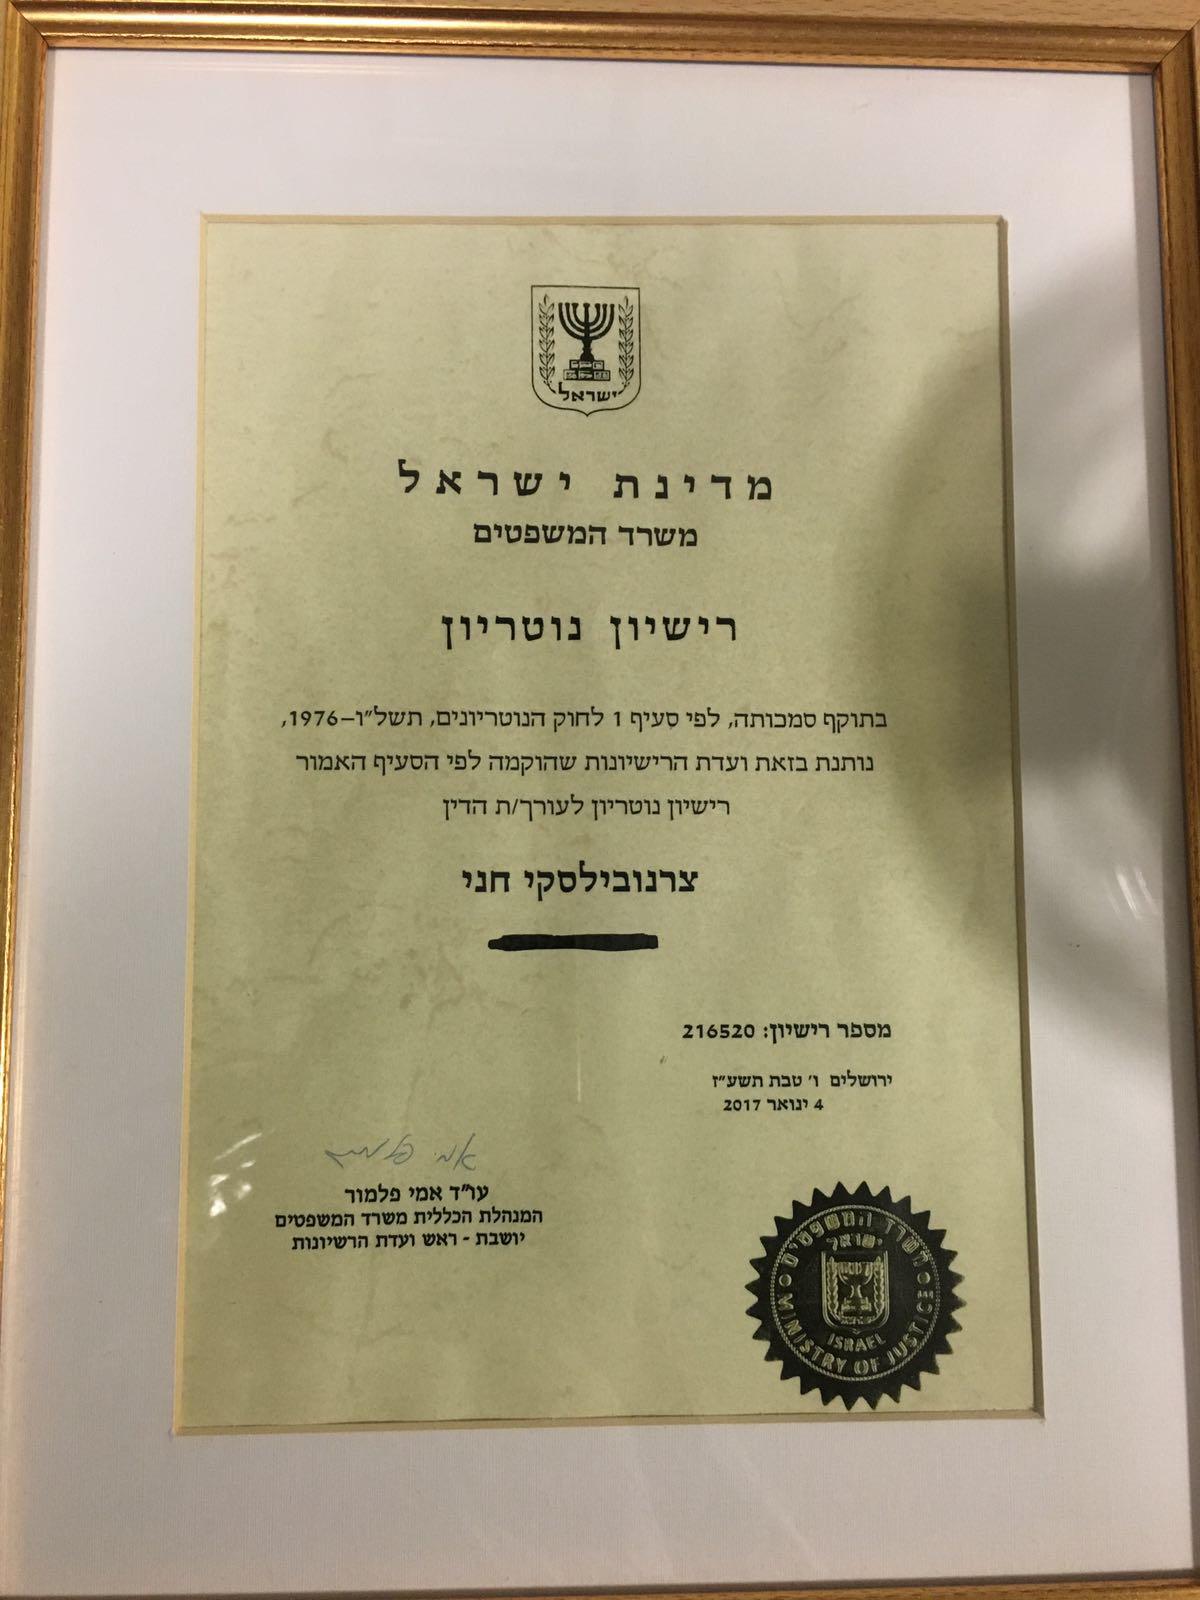 ישראל
מדינת ישראל
משרד המשפטים
רישיון נוטריון
בתוקף סמכותה, לפי סעיף 1 לחוק הנוטריונים, תשל"ו–1976,
נותנת בזאת ועדת הרישיונות שהוקמה לפי הסעיף האמור
רישיון נוטריון לעורך/ת הדין
צרנובילסקי חני
מספר רישיון: 216520
ירושלים ו' טבת תשע"ז
4 ינואר 2017
אמי פלמור
עו"ד אמי פלמור
המנהלת הכללית משרד המשפטים
יושבת - ראש ועדת הרשיונות
משרד המשפטים
ישראל
ISRAEL
MINISTRY OF JUSTICE